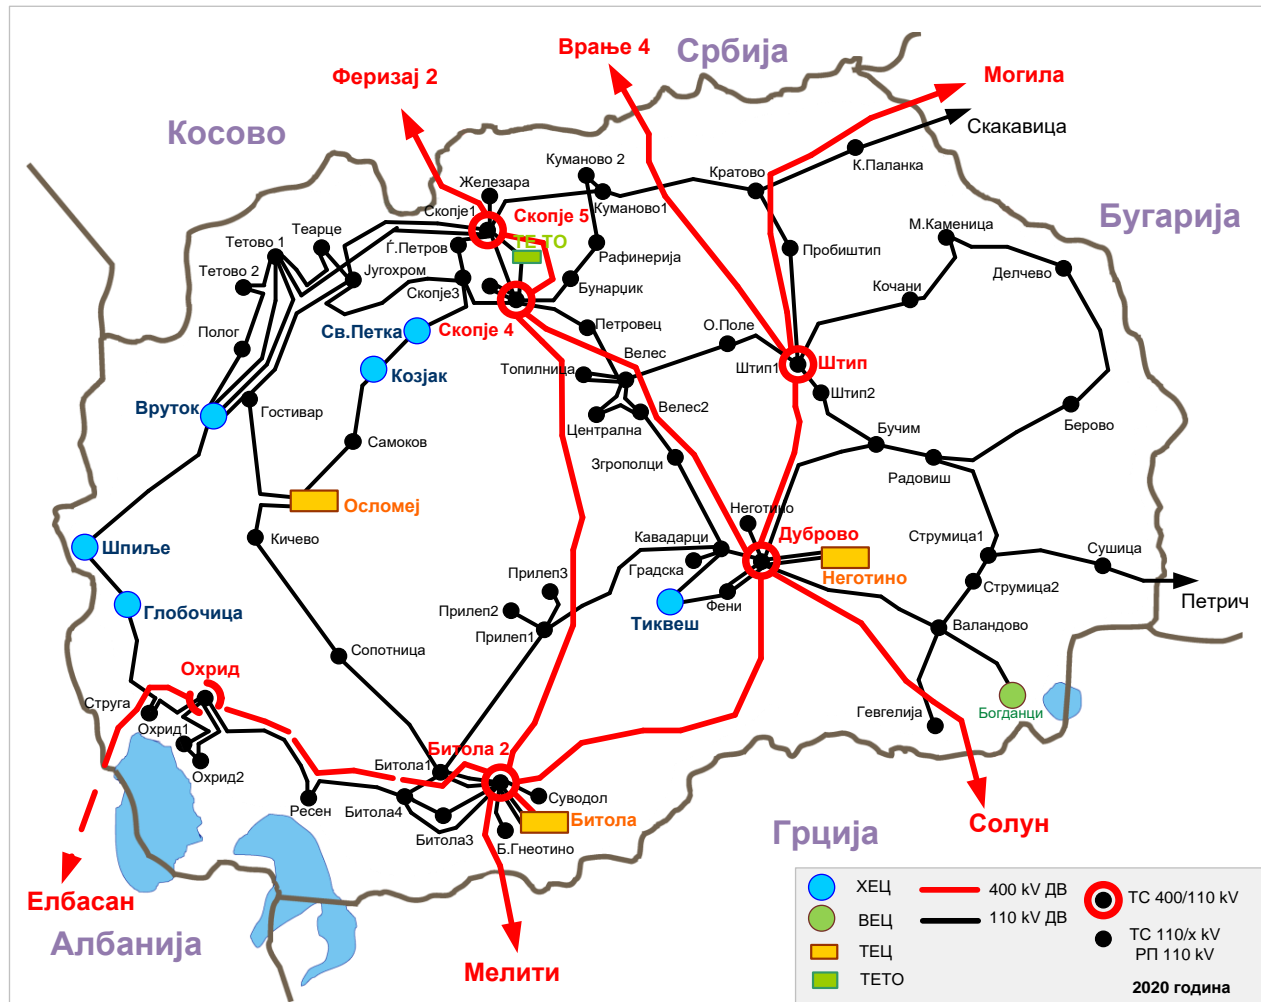 Врање 4
Србија
Феризај 2
Могила
Косово
Скакавица
Куманово 2
Железара
Кратово
К.Паланка
Скопје1
Скопје 5
Куманово1
Бугарија
Теарце
М.Каменица
Тетово 1
Ѓ.Петров
ТЕ ТО
Пробиштип
Рафинерија
Тетово 2
Југохром
Делчево
Скопје3
Бунарџик
Кочани
Полог
Св.Петка
Скопје 4
Петровец
О.Поле
Велес
Топилница
Штип1
Штип
Козјак
Штип2
Вруток
Гостивар
Велес2
Централна
Берово
Бучим
Самоков
Згрополци
Радовиш
Осломеј
Неготино
Кичево
Кавадарци
Дуброво
Шпиље
Градска
Струмица1
Сушица
Прилеп3
Неготино
Струмица2
Глобочица
Прилеп2
Фени
Петрич
Тиквеш
Прилеп1
Валандово
Сопотница
Охрид
Струга
Гевгелија
Богданци
Охрид1
Битола 2
Битола1
Охрид2
Суводол
Ресен
Битола4
Битола
Солун
Битола3
Б.Гнеотино
Грција
Елбасан
Албанија
Мелити
ХЕЦ
400 kV ДВ
ТС 400/110 kV
ВЕЦ
110 kV ДВ
ТС 110/x kV
РП 110 kV
ТЕЦ
ТЕТО
2020 година